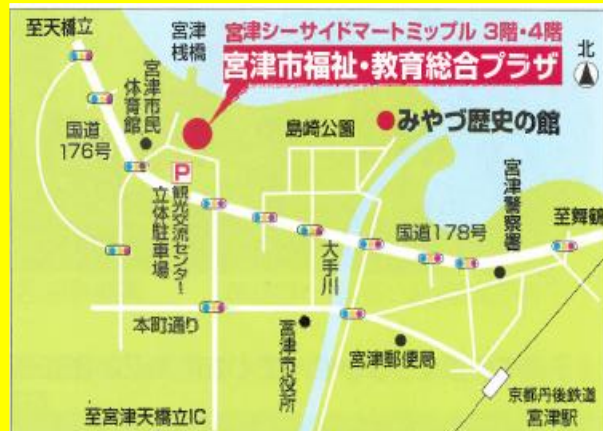 至天橋立
宮津
桟橋
宮津シーサイドマートミップル 3階・4階
宮津市福祉・教育総合プラザ
北
宮津市民
体育館
国道
176号
島崎公園
みやづ歴史の館
P
観光交流センター
立体駐車場
宮津警察署
至舞鶴
国道178号
大手川
本町通り
宮津市役所
宮津郵便局
京都丹後鉄道
宮津駅
至宮津天橋立IC